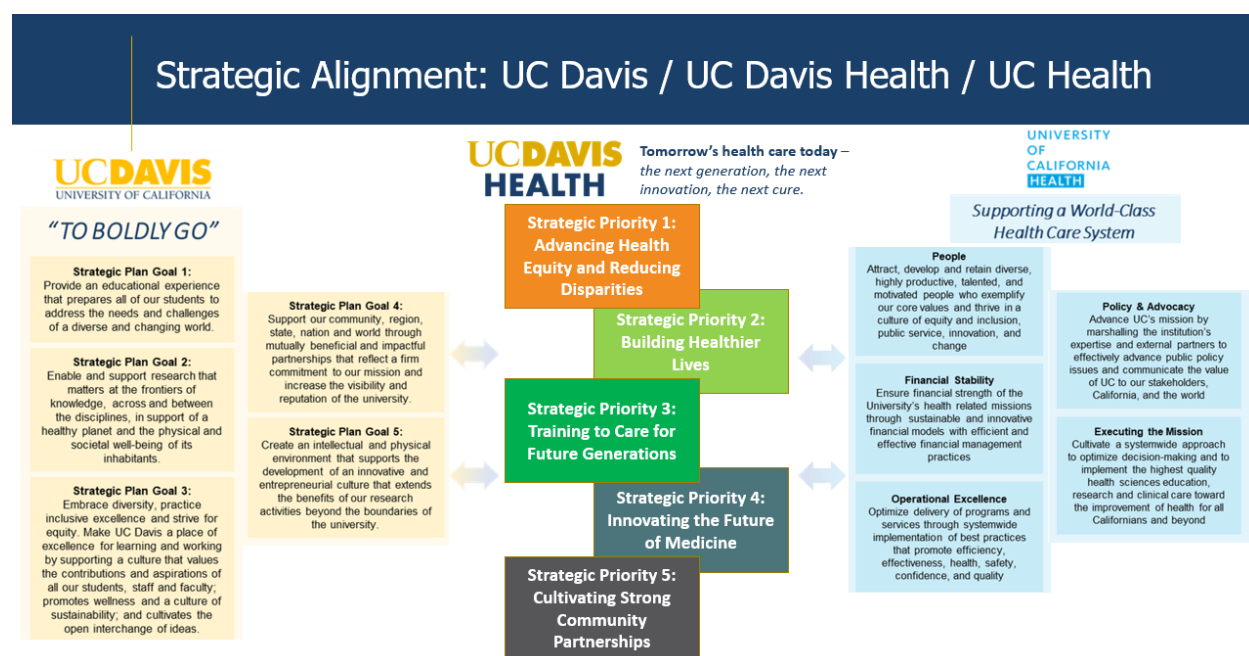 Strategic Alignment: UC Davis / UC Davis Health / UC Health
UCDAVIS
UNIVERSITY OF CALIFORNIA
“TO BOLDLY GO”
Strategic Plan Goal 1:
Provide an educational experience
that prepares all of our students to
address the needs and challenges
of a diverse and changing world.
Strategic Plan Goal 2:
Enable and support research that
matters at the frontiers of
knowledge, across and between
the disciplines, in support of a
healthy planet and the physical and
societal well-being of its
inhabitants.
Strategic Plan Goal 3:
Embrace diversity, practice
inclusive excellence and strive for
equity. Make UC Davis a place of
excellence for learning and working
by supporting a culture that values
the contributions and aspirations of
all our students, staff and faculty;
promotes wellness and a culture of
sustainability; and cultivates the
open interchange of ideas.
Strategic Plan Goal 4:
Support our community, region,
state, nation and world through
mutually beneficial and impactful
partnerships that reflect a firm
commitment to our mission and
increase the visibility and
reputation of the university.
Strategic Plan Goal 5:
Create an intellectual and physical
environment that supports the
development of an innovative and
entrepreneurial culture that extends
the benefits of our research
activities beyond the boundaries of
the university.
UCDAVIS
HEALTH
Tomorrow’s health care today –
the next generation, the next
innovation, the next cure.
Strategic Priority 1:
Advancing Health
Equity and Reducing
Disparities
Strategic Priority 2:
Building Healthier
Lives
Strategic Priority 3:
Training to Care for
Future Generations
Strategic Priority 4:
Innovating the Future
of Medicine
Strategic Priority 5:
Cultivating Strong
Community
Partnerships
UNIVERSITY
OF
CALIFORNIA
HEALTH
Supporting a World-Class
Health Care System
People
Attract, develop and retain diverse,
highly productive, talented, and
motivated people who exemplify
our core values and thrive in a
culture of equity and inclusion,
public service, innovation, and
change
Financial Stability
Ensure financial strength of the
University’s health related missions
through sustainable and innovative
financial models with efficient and
effective financial management
practices
Operational Excellence
Optimize delivery of programs and
services through systemwide
implementation of best practices
that promote efficiency,
effectiveness, health, safety,
confidence, and quality
Policy & Advocacy
Advance UC’s mission by
marshalling the institution’s
expertise and external partners to
effectively advance public policy
issues and communicate the value
of UC to our stakeholders,
California, and the world
Executing the Mission
Cultivate a systemwide approach
to optimize decision-making and to
implement the highest quality
health sciences education,
research and clinical care toward
the improvement of health for all
Californians and beyond